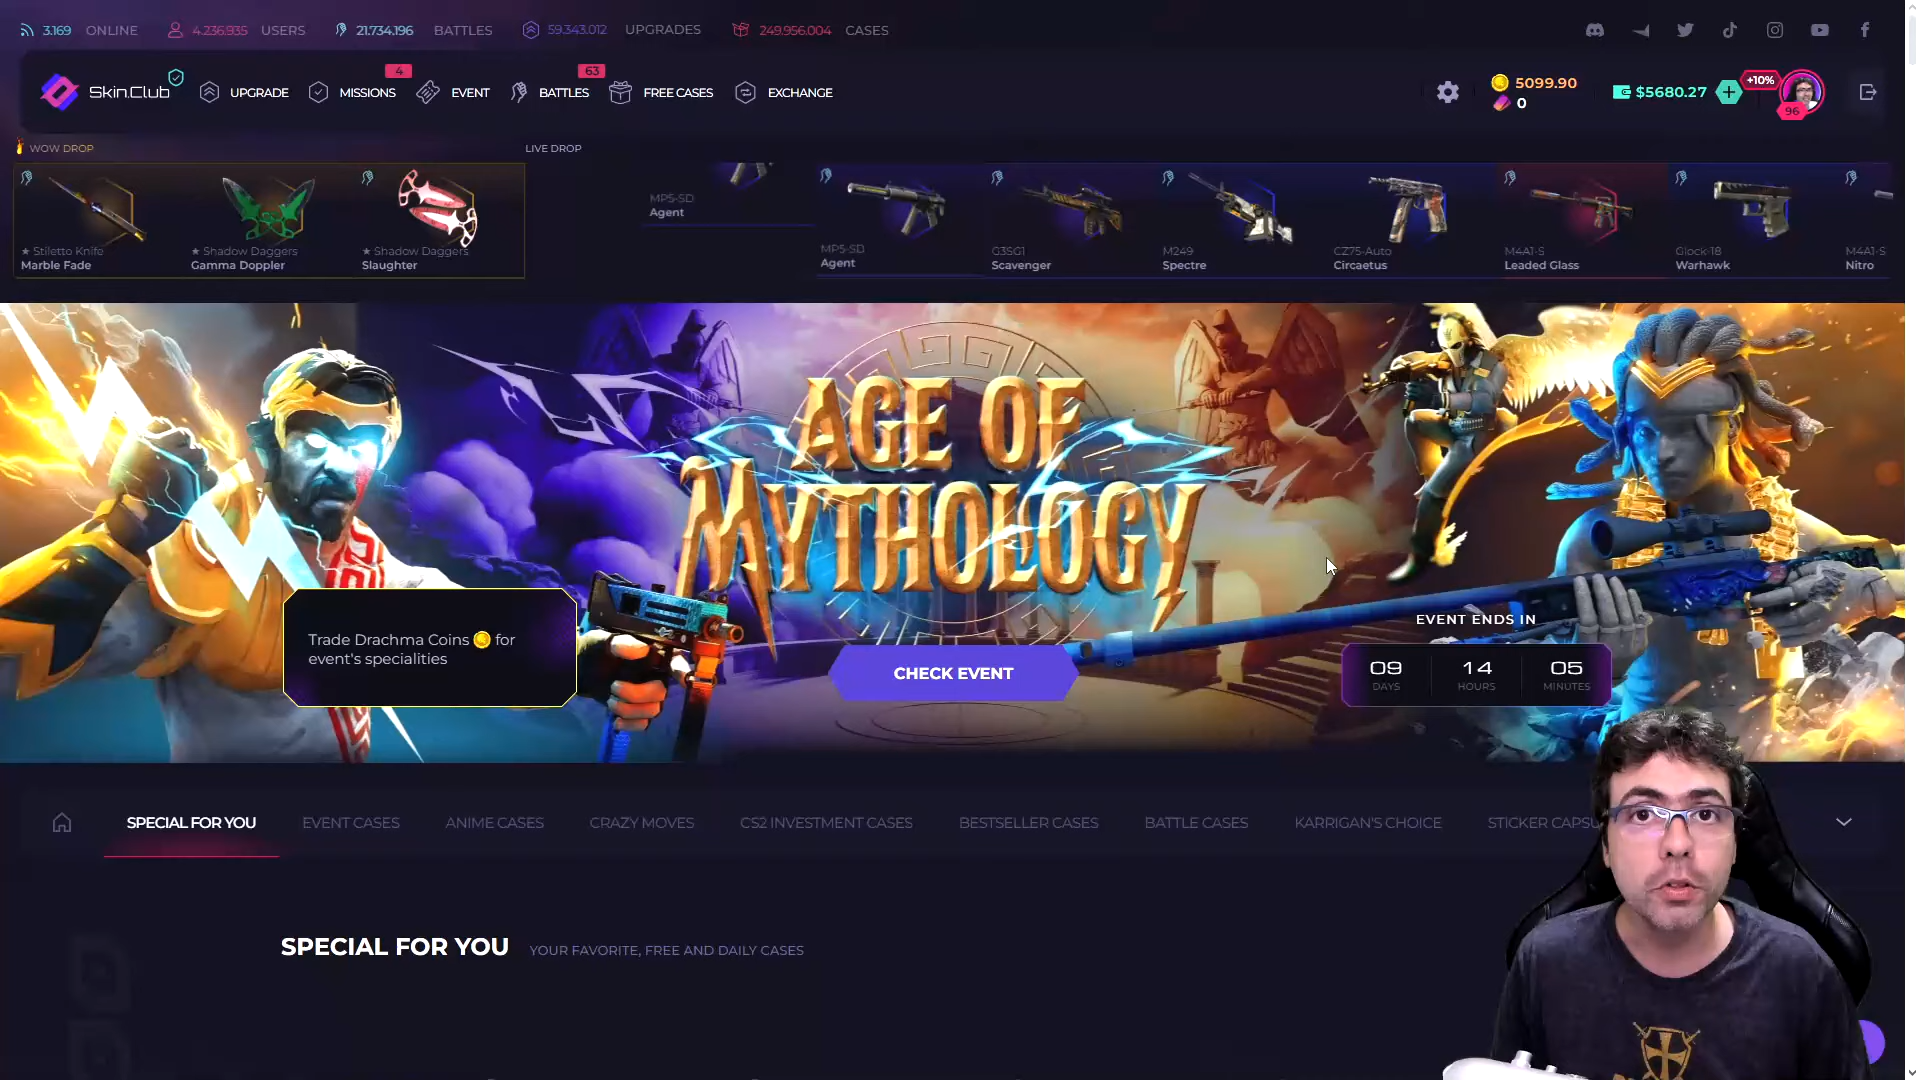 3.169 ONLINE 4.236.935 USERS 21.734.196 BATTLES 59.343.012 UPGRADES 249.956.004 CASES
Skin.Club UPGRADE 4 MISSIONS EVENT 63 BATTLES FREE CASES EXCHANGE 5099.90 0 $5680.27 +10% 96
WOW DROP LIVE DROP
★ Stiletto Knife
Marble Fade
★ Shadow Daggers
Gamma Doppler
★ Shadow Daggers
Slaughter
MP5-SD
Agent
MP5-SD
Agent
G3SG1
Scavenger
M249
Spectre
CZ75-Auto
Circaetus
M4A1-S
Leaded Glass
Glock-18
Warhawk
M4A1-S
Nitro
AGE OF
MYTHOLOGY
Trade Drachma Coins for
event's specialities
CHECK EVENT
EVENT ENDS IN
09 14 05
DAYS HOURS MINUTES
SPECIAL FOR YOU EVENT CASES ANIME CASES CRAZY MOVES CS2 INVESTMENT CASES BESTSELLER CASES BATTLE CASES KARRIGAN'S CHOICE STICKER CAPSU
SPECIAL FOR YOU YOUR FAVORITE, FREE AND DAILY CASES